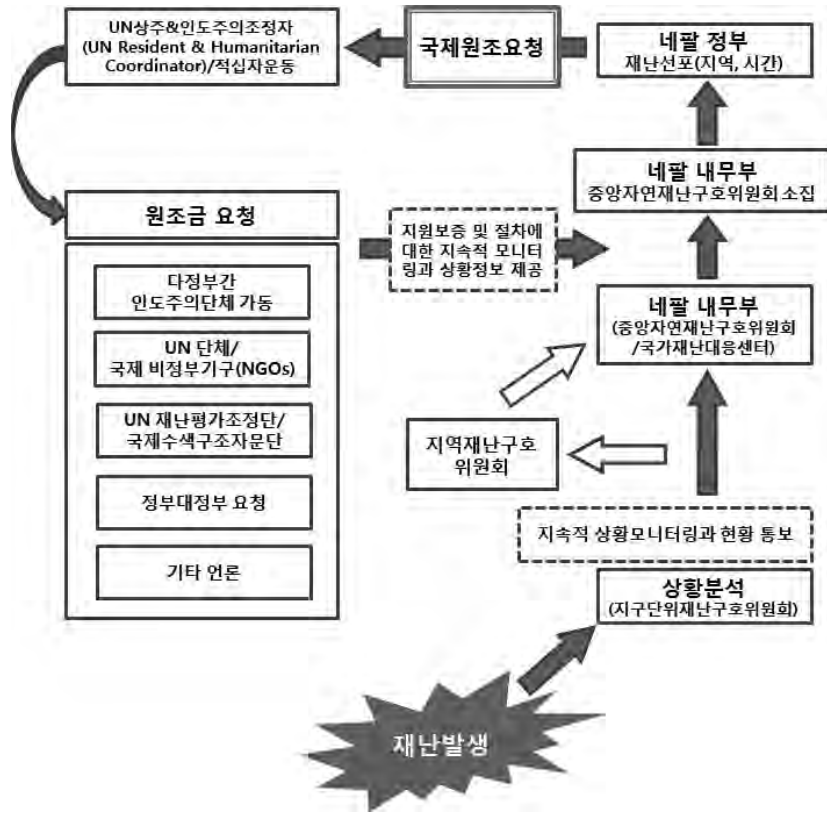 UN상주&인도주의조정자
(UN Resident & Humanitarian
Coordinator)/적십자운동
국제원조요청
네팔 정부
재난선포(지역, 시간)
네팔 내무부
중앙자연재난구호위원회 소집
원조금 요청
지원보증 및 절차에
대한 지속적 모니터
링과 상황정보 제공
다정부간
인도주의단체 가동
네팔 내무부
(중앙자연재난구호위원회
/국가재난대응센터)
UN 단체/
국제 비정부기구(NGOs)
UN 재난평가조정단/
국제수색구조자문단
지역재난구호
위원회
정부대정부 요청
지속적 상황모니터링과 현황 통보
기타 언론
상황분석
(지구단위재난구호위원회)
재난발생